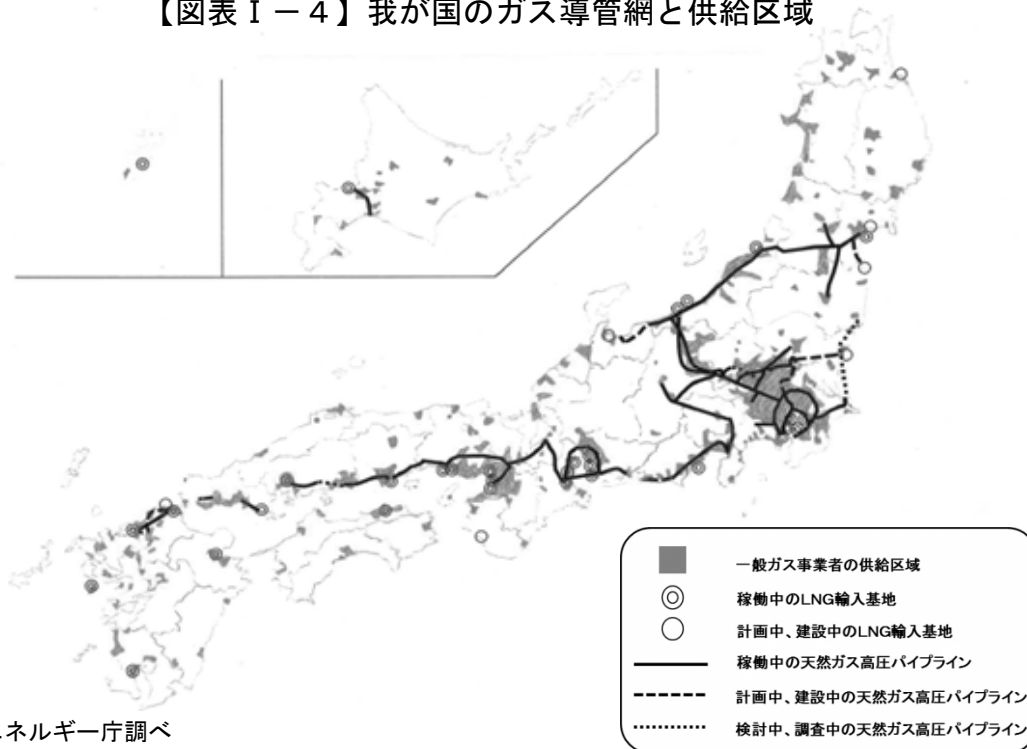 【図表Ⅰ－４】我が国のガス導管網と供給区域
一般ガス事業者の供給区域
稼働中のLNG輸入基地
計画中、建設中のLNG輸入基地
稼働中の天然ガス高圧パイプライン
計画中、建設中の天然ガス高圧パイプライン
検討中、調査中の天然ガス高圧パイプライン
ネルギー庁調べ